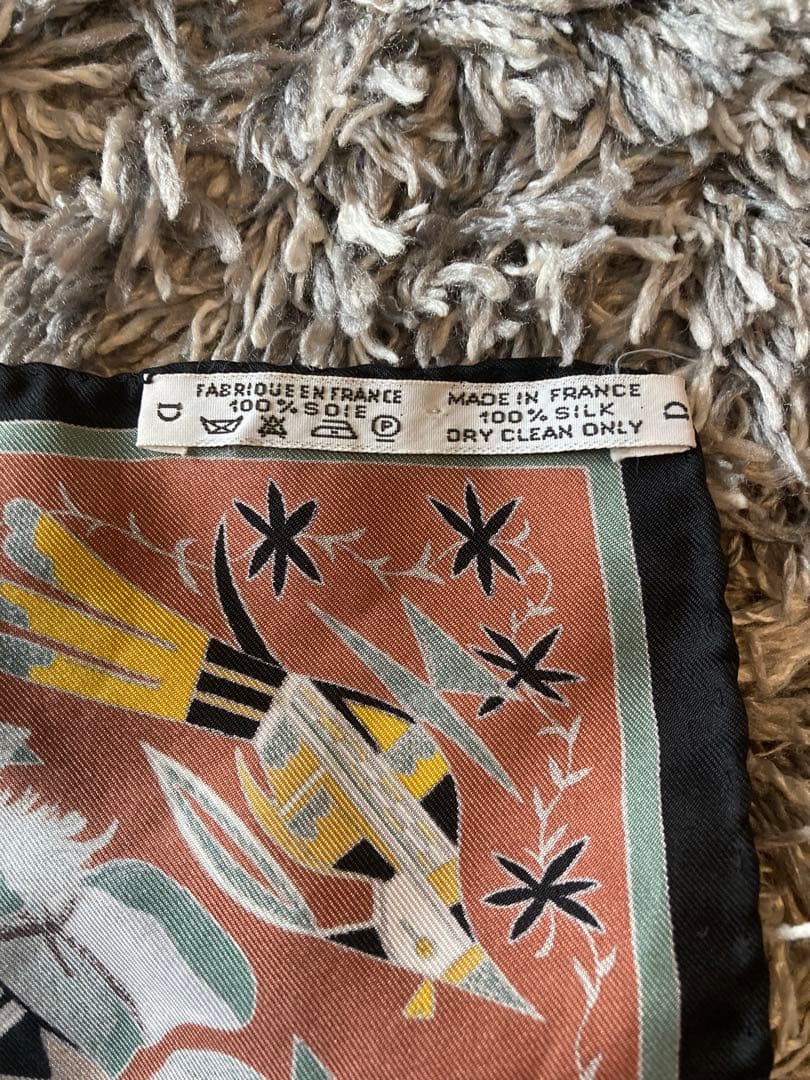 FABRIQUE EN FRANCE
100% SOIE
P
D
MADE IN FRANCE
100% SILK
DRY CLEAN ONLY
D